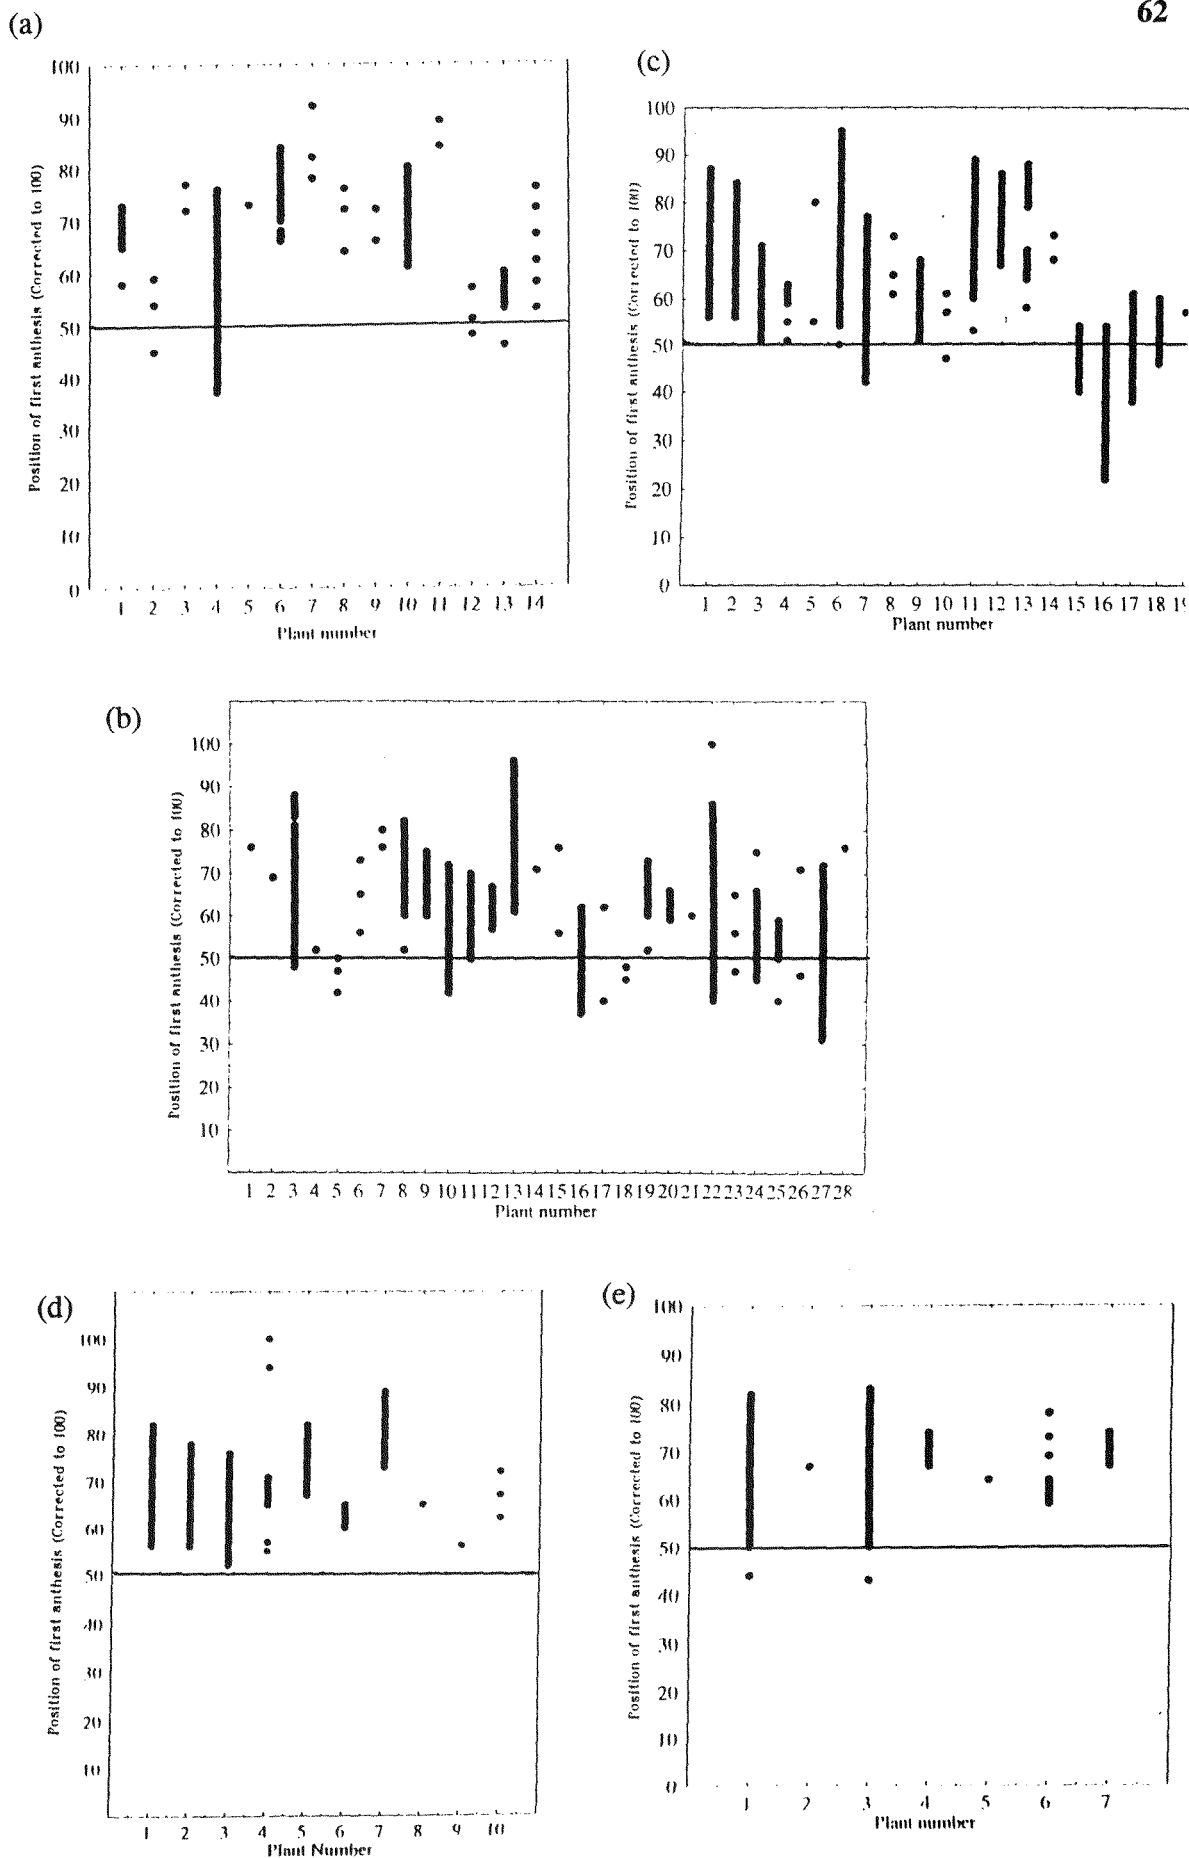 62
(a)
Position of first anthesis (Corrected to 100)
100
90
80
70
60
50
40
30
20
10
0
1 2 3 4 5 6 7 8 9 10 11 12 13 14
Plant number
(c)
Position of first anthesis (Corrected to 100)
100
90
80
70
60
50
40
30
20
10
0
1 2 3 4 5 6 7 8 9 10 11 12 13 14 15 16 17 18 19
Plant number
(b)
Position of first anthesis (Corrected to 100)
100
90
80
70
60
50
40
30
20
10
1 2 3 4 5 6 7 8 9 10 11 12 13 14 15 16 17 18 19 20 21 22 23 24 25 26 27 28
Plant number
(d)
Position of first anthesis (Corrected to 100)
100
90
80
70
60
50
40
30
20
10
1 2 3 4 5 6 7 8 9 10
Plant Number
(e)
Position of first anthesis (Corrected to 100)
100
90
80
70
60
50
40
30
20
10
0
1 2 3 4 5 6 7
Plant number